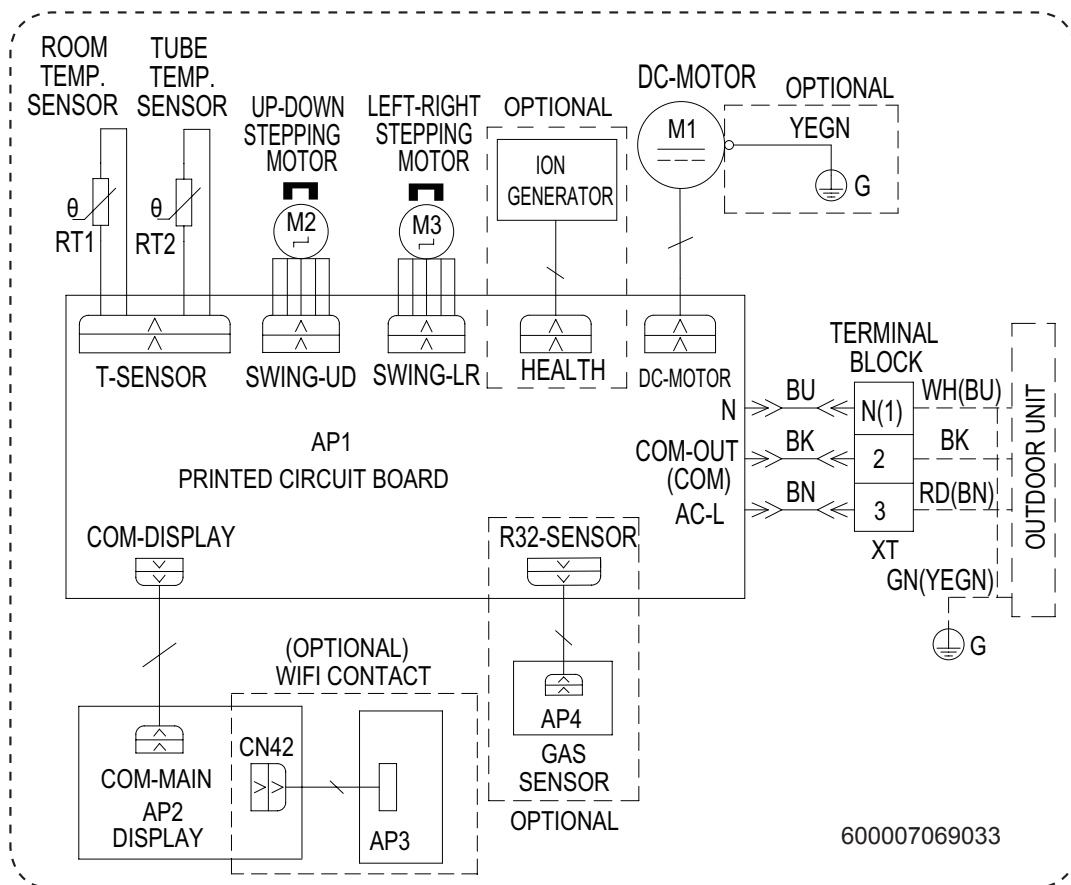 ROOM
TEMP.
SENSOR
TUBE
TEMP.
SENSOR
UP-DOWN
STEPPING
MOTOR
LEFT-RIGHT
STEPPING
MOTOR
OPTIONAL
ION
GENERATOR
DC-MOTOR
M1
OPTIONAL
YEGN
G
θ
RT1
θ
RT2
M2
M3
T-SENSOR
SWING-UD
SWING-LR
HEALTH
DC-MOTOR
AP1
PRINTED CIRCUIT BOARD
N
COM-OUT
(COM)
AC-L
BU
BK
BN
TERMINAL
BLOCK
N(1)
2
3
XT
WH(BU)
BK
RD(BN)
GN(YEGN)
G
OUTDOOR UNIT
COM-DISPLAY
R32-SENSOR
(OPTIONAL)
WIFI CONTACT
COM-MAIN
AP2
DISPLAY
CN42
AP3
AP4
GAS
SENSOR
OPTIONAL
600007069033